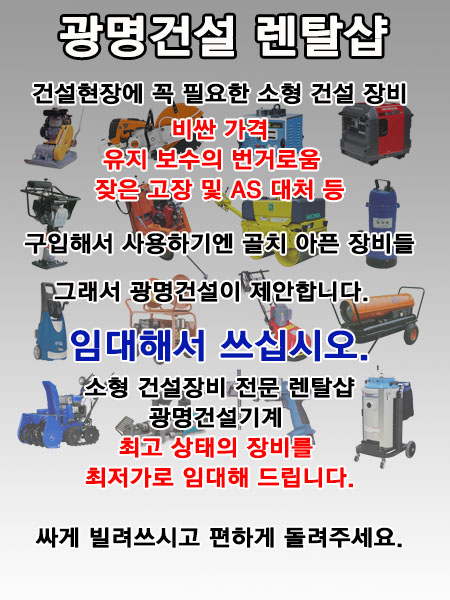 광명건설 렌탈샵
건설현장에 꼭 필요한 소형 건설 장비
비싼 가격
유지 보수의 번거로움
잦은 고장 및 AS 대처 등
구입해서 사용하기엔 골치 아픈 장비들
그래서 광명건설이 제안합니다.
임대해서 쓰십시오.
소형 건설장비 전문 렌탈샵
광명건설기계
최고 상태의 장비를
최저가로 임대해 드립니다.
싸게 빌려쓰시고 편하게 돌려주세요.